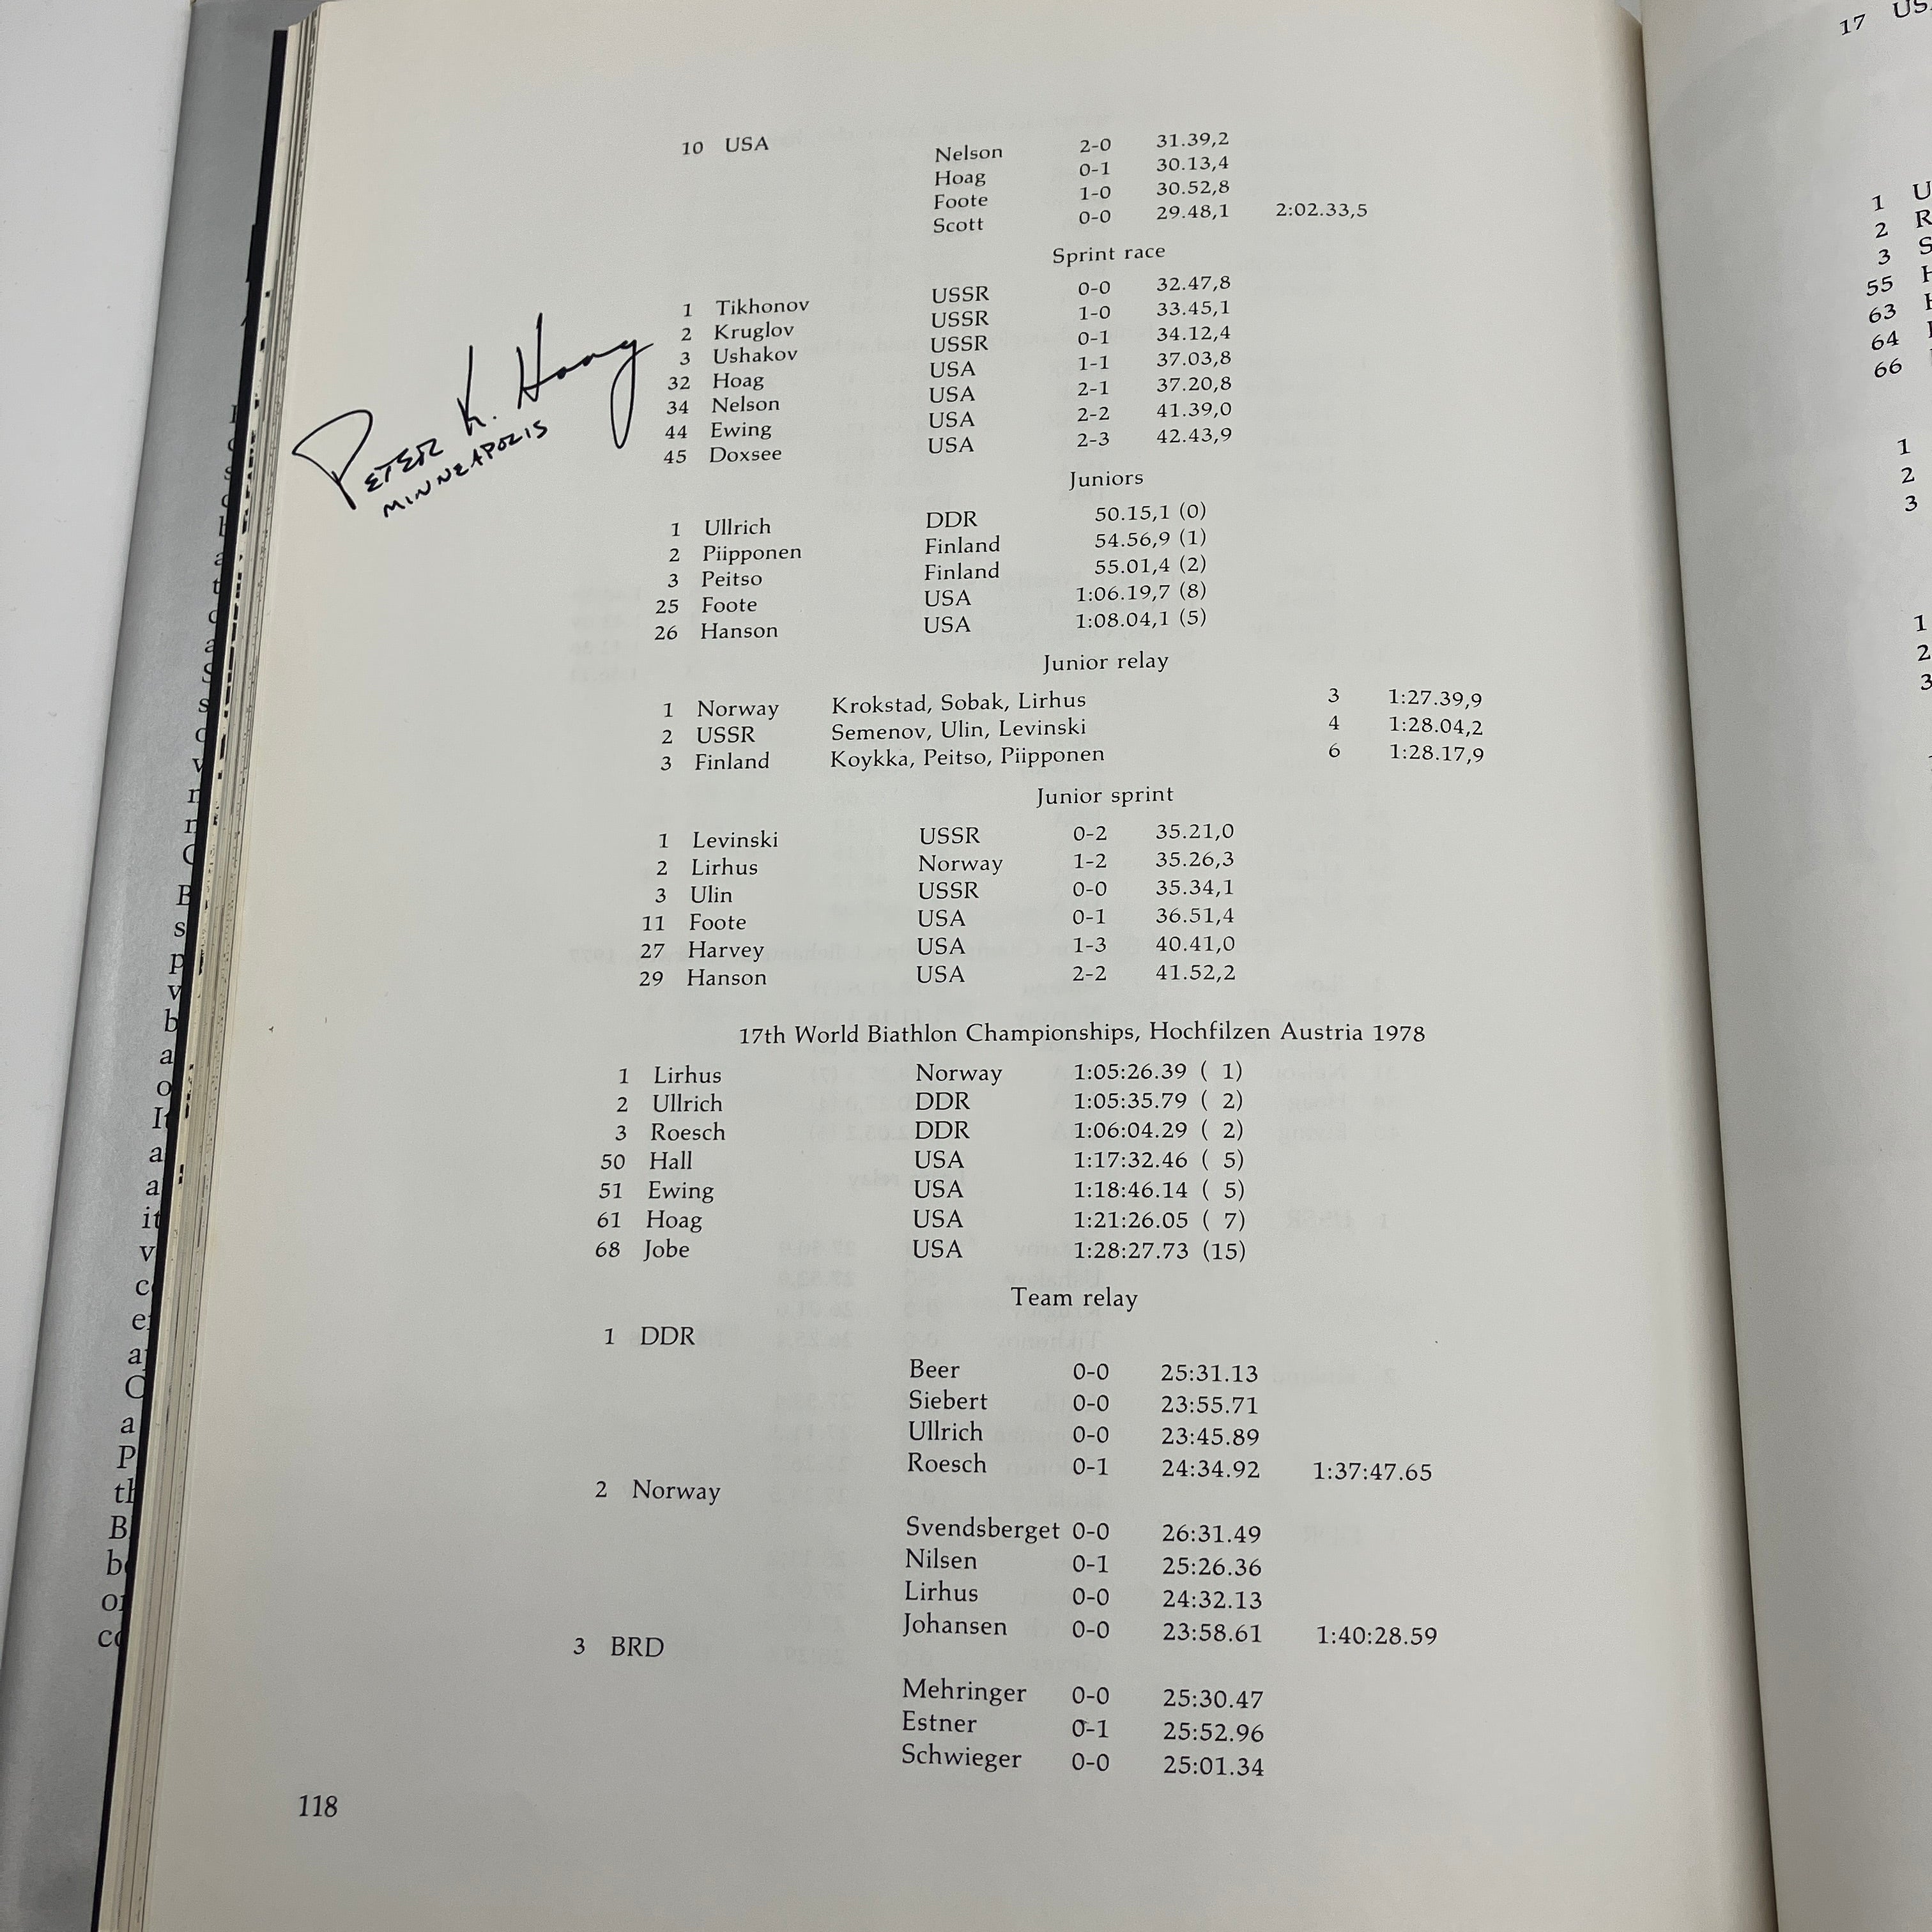 10 USA
Nelson 2-0 31.39,2
Hoag 0-1 30.13,4
Foote 1-0 30.52,8
Scott 0-0 29.48,1 2:02.33,5
Sprint race
1 Tikhonov USSR 0-0 32.47,8
2 Kruglov USSR 1-0 33.45,1
3 Ushakov USSR 0-1 34.12,4
32 Hoag USA 1-1 37.03,8
34 Nelson USA 2-1 37.20,8
44 Ewing USA 2-2 41.39,0
45 Doxsee USA 2-3 42.43,9
PETER K. Hoag
MINNEAPOLIS
Juniors
1 Ullrich DDR 50.15,1 (0)
2 Piipponen Finland 54.56,9 (1)
3 Peitso Finland 55.01,4 (2)
25 Foote USA 1:06.19,7 (8)
26 Hanson USA 1:08.04,1 (5)
Junior relay
1 Norway Krokstad, Sobak, Lirhus 3 1:27.39,9
2 USSR Semenov, Ulin, Levinski 4 1:28.04,2
3 Finland Koykka, Peitso, Piipponen 6 1:28.17,9
Junior sprint
1 Levinski USSR 0-2 35.21,0
2 Lirhus Norway 1-2 35.26,3
3 Ulin USSR 0-0 35.34,1
11 Foote USA 0-1 36.51,4
27 Harvey USA 1-3 40.41,0
29 Hanson USA 2-2 41.52,2
17th World Biathlon Championships, Hochfilzen Austria 1978
1 Lirhus Norway 1:05:26.39 ( 1)
2 Ullrich DDR 1:05:35.79 ( 2)
3 Roesch DDR 1:06:04.29 ( 2)
50 Hall USA 1:17:32.46 ( 5)
51 Ewing USA 1:18:46.14 ( 5)
61 Hoag USA 1:21:26.05 ( 7)
68 Jobe USA 1:28:27.73 (15)
Team relay
1 DDR
Beer 0-0 25:31.13
Siebert 0-0 23:55.71
Ullrich 0-0 23:45.89
Roesch 0-1 24:34.92 1:37:47.65
2 Norway
Svendsberget 0-0 26:31.49
Nilsen 0-1 25:26.36
Lirhus 0-0 24:32.13
Johansen 0-0 23:58.61 1:40:28.59
3 BRD
Mehringer 0-0 25:30.47
Estner 0-1 25:52.96
Schwieger 0-0 25:01.34
118
17
1
2
3
55
63
64
66
1
2
3
1
2
3